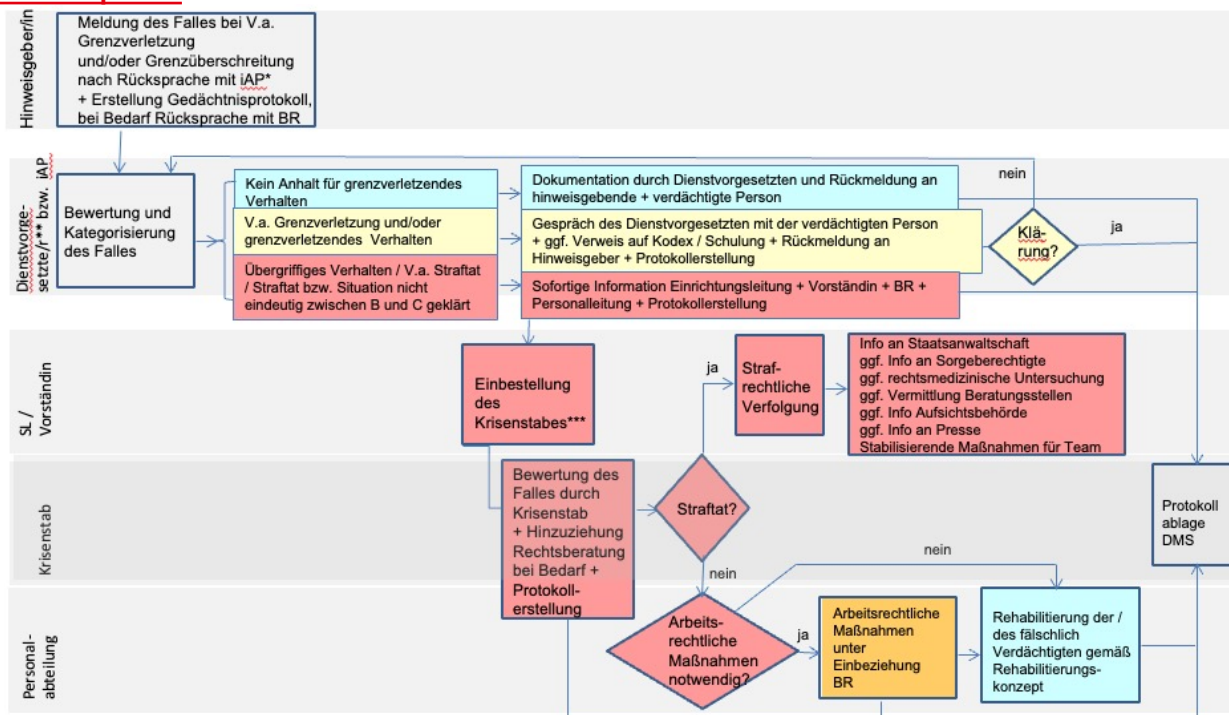 Hinweisgeber/in
Meldung des Falles bei V.a.
Grenzverletzung
und/oder Grenzüberschreitung
nach Rücksprache mit iAP*
+ Erstellung Gedächtnisprotokoll,
bei Bedarf Rücksprache mit BR
Dienstvorge-
setzte/r** bzw. iAP
Bewertung und
Kategorisierung
des Falles
Kein Anhalt für grenzverletzendes
Verhalten
Dokumentation durch Dienstvorgesetzten und Rückmeldung an
hinweisgebende + verdächtigte Person
V.a. Grenzverletzung und/oder
grenzverletzendes Verhalten
Gespräch des Dienstvorgesetzten mit der verdächtigten Person
+ ggf. Verweis auf Kodex / Schulung + Rückmeldung an
Hinweisgeber + Protokollerstellung
Übergriffiges Verhalten / V.a. Straftat
/ Straftat bzw. Situation nicht
eindeutig zwischen B und C geklärt
Sofortige Information Einrichtungsleitung + Vorständin + BR +
Personalleitung + Protokollerstellung
Klä-
rung?
nein
ja
SL /
Vorständin
Einbestellung
des
Krisenstabes***
ja
Straf-
rechtliche
Verfolgung
Info an Staatsanwaltschaft
ggf. Info an Sorgeberechtigte
ggf. rechtsmedizinische Untersuchung
ggf. Vermittlung Beratungsstellen
ggf. Info Aufsichtsbehörde
ggf. Info an Presse
Stabilisierende Maßnahmen für Team
Krisenstab
Bewertung des
Falles durch
Krisenstab
+ Hinzuziehung
Rechtsberatung
bei Bedarf +
Protokoll-
erstellung
Straftat?
nein
nein
Protokoll
ablage
DMS
Personal-
abteilung
Arbeits-
rechtliche
Maßnahmen
notwendig?
ja
Arbeitsrechtliche
Maßnahmen
unter
Einbeziehung
BR
Rehabilitierung der /
des fälschlich
Verdächtigten gemäß
Rehabilitierungs-
konzept